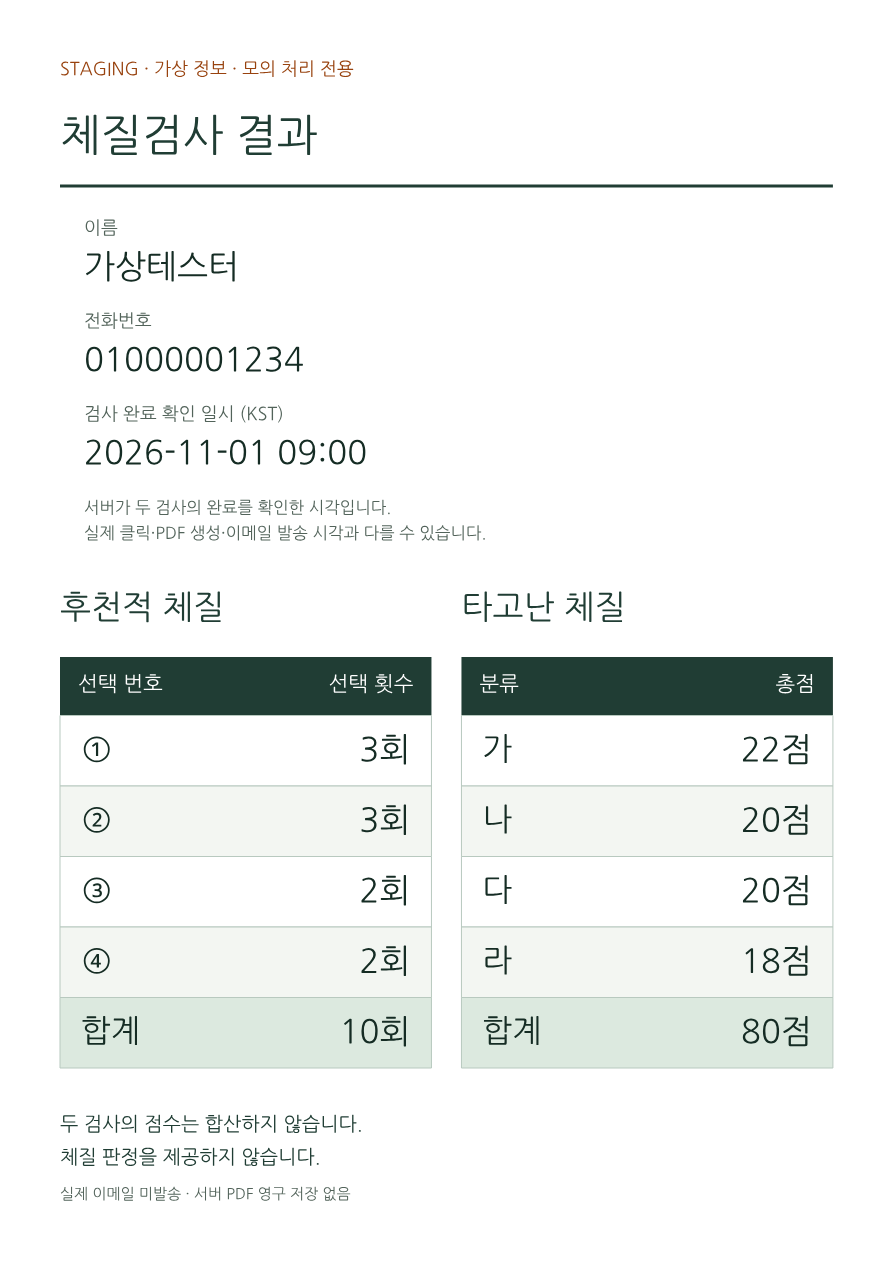 STAGING · 가상 정보 · 모의 처리 전용
체질검사 결과
이름
가상테스터
전화번호
01000001234
검사 완료 확인 일시 (KST)
2026-11-01 09:00
서버가 두 검사의 완료를 확인한 시각입니다.
실제 클릭·PDF 생성·이메일 발송 시각과 다를 수 있습니다.
후천적 체질
선택 번호 선택 횟수
① 3회
② 3회
③ 2회
④ 2회
합계 10회
타고난 체질
분류 총점
가 22점
나 20점
다 20점
라 18점
합계 80점
두 검사의 점수는 합산하지 않습니다.
체질 판정을 제공하지 않습니다.
실제 이메일 미발송 · 서버 PDF 영구 저장 없음